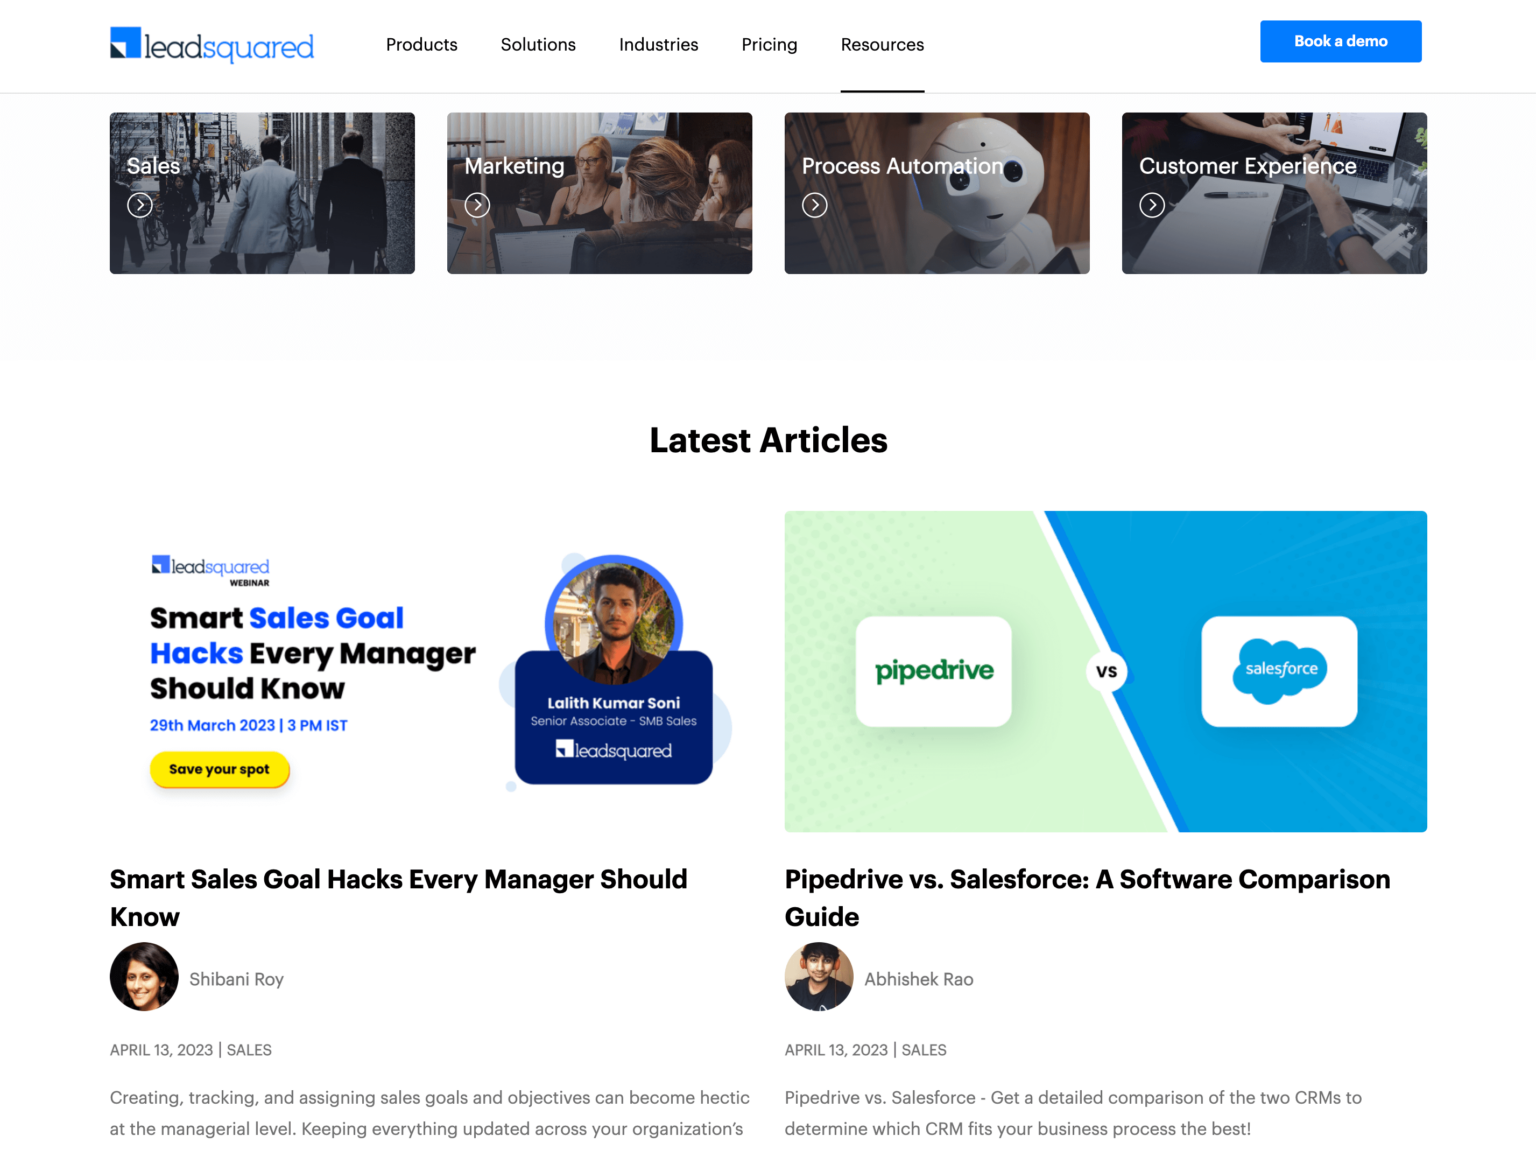 leadsquared
Products Solutions Industries Pricing Resources
Book a demo
Sales
Marketing
Process Automation
Customer Experience
Latest Articles
leadsquared
WEBINAR
Smart Sales Goal
Hacks Every Manager
Should Know
29th March 2023 | 3 PM IST
Save your spot
Lalith Kumar Soni
Senior Associate - SMB Sales
leadsquared
pipedrive
VS
salesforce
Smart Sales Goal Hacks Every Manager Should
Know
Shibani Roy
APRIL 13, 2023 | SALES
Creating, tracking, and assigning sales goals and objectives can become hectic
at the managerial level. Keeping everything updated across your organization’s
Pipedrive vs. Salesforce: A Software Comparison
Guide
Abhishek Rao
APRIL 13, 2023 | SALES
Pipedrive vs. Salesforce - Get a detailed comparison of the two CRMs to
determine which CRM fits your business process the best!